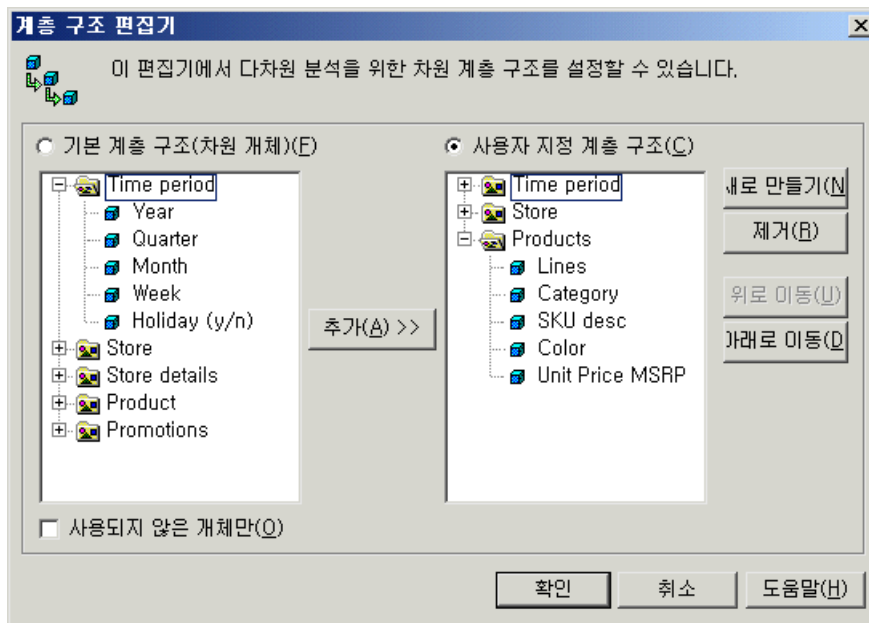 계층 구조 편집기
이 편집기에서 다차원 분석을 위한 차원 계층 구조를 설정할 수 있습니다.
기본 계층 구조(차원 개체)(F)
Time period
Year
Quarter
Month
Week
Holiday (y/n)
Store
Store details
Product
Promotions
사용되지 않은 개체만(O)
추가(A) >>
사용자 지정 계층 구조(C)
Time period
Store
Products
Lines
Category
SKU desc
Color
Unit Price MSRP
새로 만들기(N
제거(R)
위로 이동(U)
아래로 이동(D
확인
취소
도움말(H)